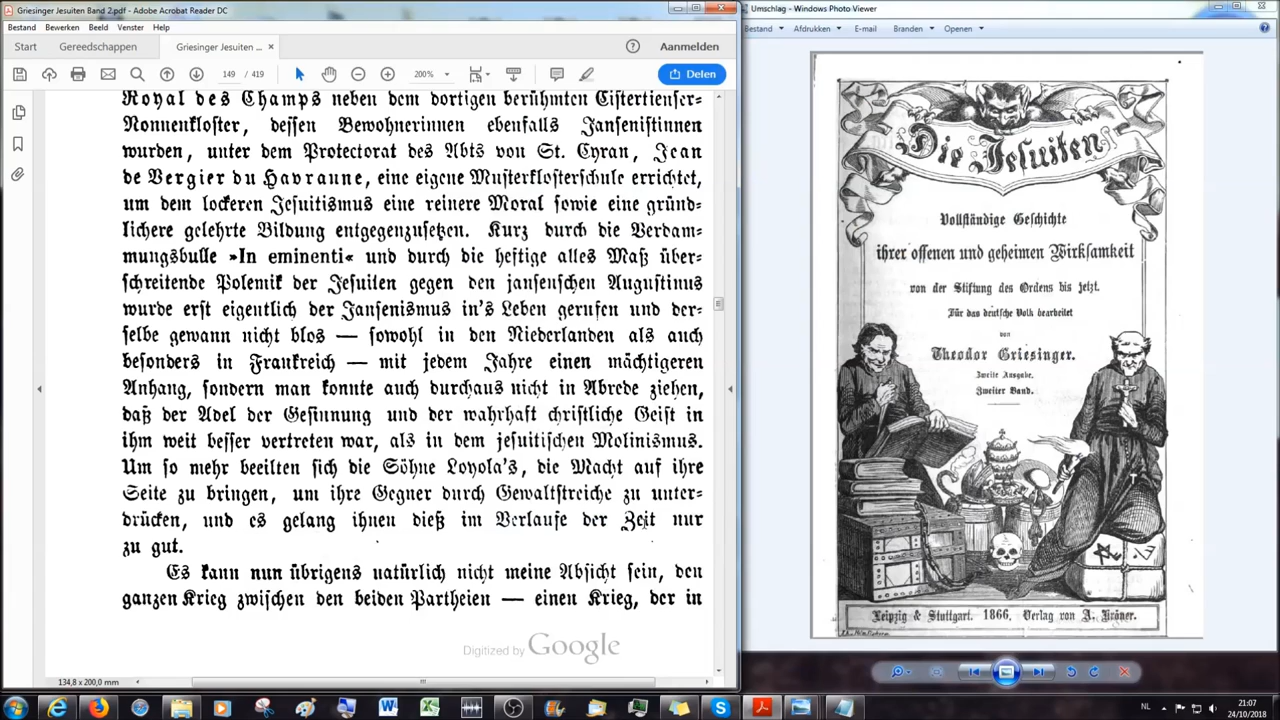 Griesinger Jesuiten Band 2.pdf - Adobe Acrobat Reader DC
Bestand Bewerken Beeld Venster Help
Start Gereedschappen Griesinger Jesuiten ... × Aanmelden
149 / 419 200% Delen
Royal des Champs neben dem dortigen berühmten Cistertienser-
Nonnenkloster, dessen Bewohnerinnen ebenfalls Jansenistinnen
wurden, unter dem Protectorat des Abts von St. Cyran, Jean
de Vergier du Havranne, eine eigene Musterklosterschule errichtet,
um dem lockeren Jesuitismus eine reinere Moral sowie eine gründ-
lichere gelehrte Bildung entgegenzusetzen. Kurz durch die Verdam-
mungsbulle »In eminenti« und durch die heftige alles Maß über-
schreitende Polemik der Jesuiten gegen den jansenschen Augustinus
wurde erst eigentlich der Jansenismus in's Leben gerufen und der-
selbe gewann nicht blos — sowohl in den Niederlanden als auch
besonders in Frankreich — mit jedem Jahre einen mächtigeren
Anhang, sondern man konnte auch durchaus nicht in Abrede ziehen,
daß der Adel der Gesinnung und der wahrhaft christliche Geist in
ihm weit besser vertreten war, als in dem jesuitischen Molinismus.
Um so mehr beeilten sich die Söhne Loyola's, die Macht auf ihre
Seite zu bringen, um ihre Gegner durch Gewaltstreiche zu unter-
drücken, und es gelang ihnen dieß im Verlaufe der Zeit nur
zu gut.
Es kann nun übrigens natürlich nicht meine Absicht sein, den
ganzen Krieg zwischen den beiden Partheien — einen Krieg, der in
Digitized by Google
134,8 x 200,0 mm
Umschlag - Windows Photo Viewer
Bestand Afdrukken E-mail Branden Openen
Die Jesuiten
Vollständige Geschichte
ihrer offenen und geheimen Wirksamkeit
von der Stiftung des Ordens bis jetzt.
Für das deutsche Volk bearbeitet
von
Theodor Griesinger.
Zweite Ausgabe.
Zweiter Band.
Leipzig & Stuttgart. 1866. Verlag von A. Kröner.
NL 21:07
24/10/2018